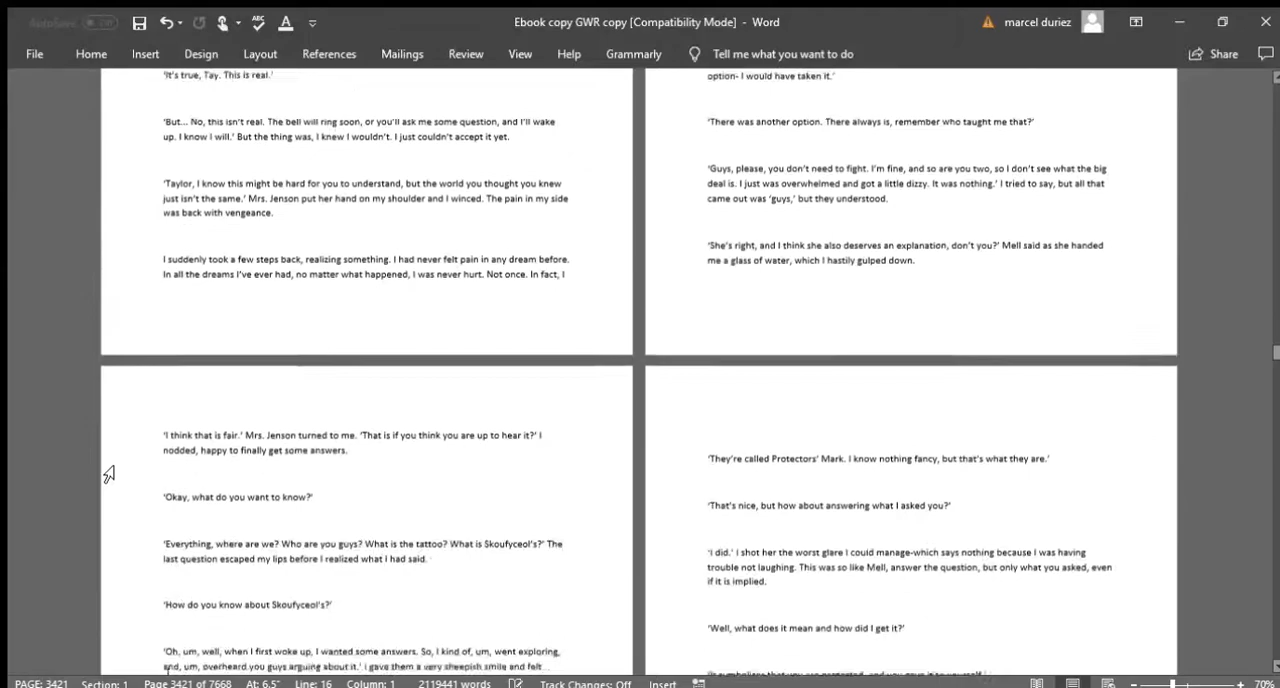 AutoSave Off
Ebook copy GWR copy [Compatibility Mode] - Word
marcel duriez
File Home Insert Design Layout References Mailings Review View Help Grammarly Tell me what you want to do Share
'It's true, Tay. This is real.'
'But... No, this isn't real. The bell will ring soon, or you'll ask me some question, and I'll wake
up. I know I will.' But the thing was, I knew I wouldn't. I just couldn't accept it yet.
'Taylor, I know this might be hard for you to understand, but the world you thought you knew
just isn't the same.' Mrs. Jenson put her hand on my shoulder and I winced. The pain in my side
was back with vengeance.
I suddenly took a few steps back, realizing something. I had never felt pain in any dream before.
In all the dreams I've ever had, no matter what happened, I was never hurt. Not once. In fact, I
option- I would have taken it.'
'There was another option. There always is, remember who taught me that?'
'Guys, please, you don't need to fight. I'm fine, and so are you two, so I don't see what the big
deal is. I just was overwhelmed and got a little dizzy. It was nothing.' I tried to say, but all that
came out was 'guys,' but they understood.
'She's right, and I think she also deserves an explanation, don't you?' Mell said as she handed
me a glass of water, which I hastily gulped down.
'I think that is fair.' Mrs. Jenson turned to me. 'That is if you think you are up to hear it?' I
nodded, happy to finally get some answers.
'Okay, what do you want to know?'
'Everything, where are we? Who are you guys? What is the tattoo? What is Skoufyceol's?' The
last question escaped my lips before I realized what I had said.
'How do you know about Skoufyceol's?'
'Oh, um, well, when I first woke up, I wanted some answers. So, I kind of, um, went exploring,
and, um, overheard you guys arguing about it.' I gave them a very sheepish smile and felt
'They're called Protectors' Mark. I know nothing fancy, but that's what they are.'
'That's nice, but how about answering what I asked you?'
'I did.' I shot her the worst glare I could manage-which says nothing because I was having
trouble not laughing. This was so like Mell, answer the question, but only what you asked, even
if it is implied.
'Well, what does it mean and how did I get it?'
PAGE: 3421 Section: 1 Page 3421 of 7668 At: 6.5" Line: 16 Column: 1 2119441 words Track Changes: Off Insert 70%